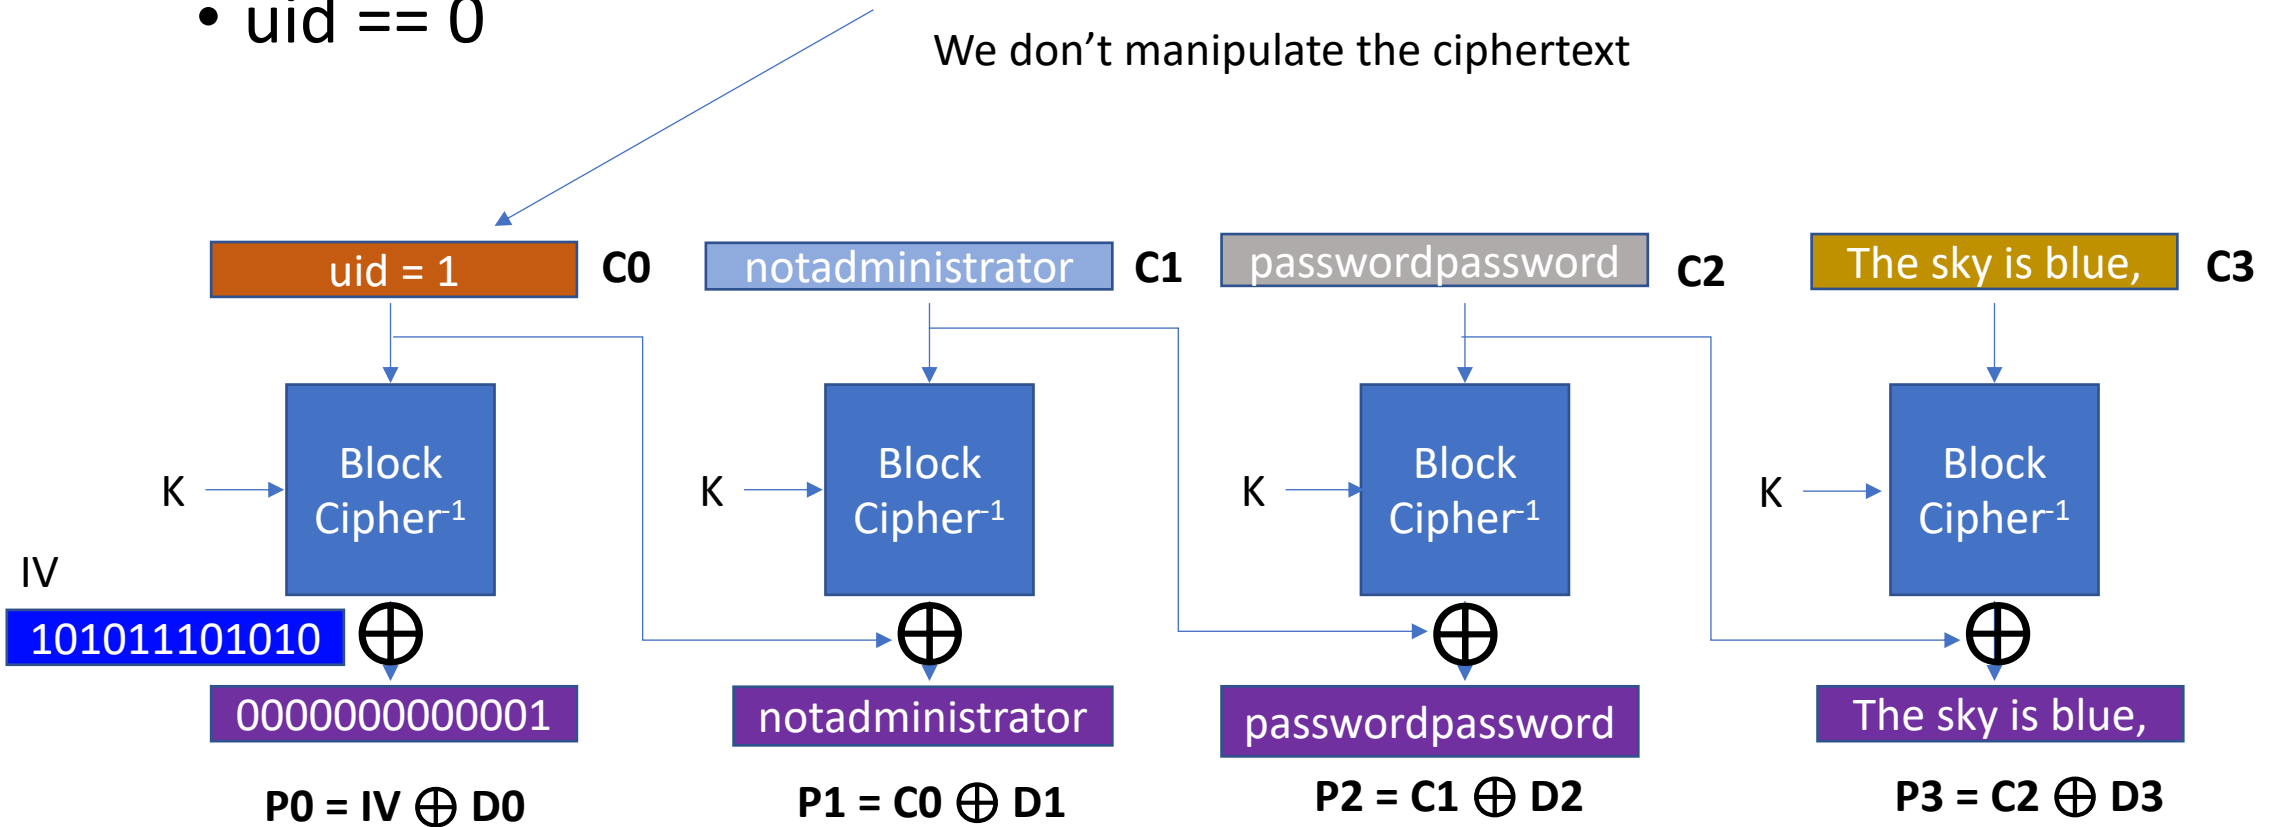 • uid == 0
We don’t manipulate the ciphertext
uid = 1 C0 notadministrator C1 passwordpassword C2 The sky is blue, C3
K Block Cipher-1 K Block Cipher-1 K Block Cipher-1 K Block Cipher-1
IV
101011101010
0000000000001 notadministrator passwordpassword The sky is blue,
P0 = IV ⊕ D0 P1 = C0 ⊕ D1 P2 = C1 ⊕ D2 P3 = C2 ⊕ D3